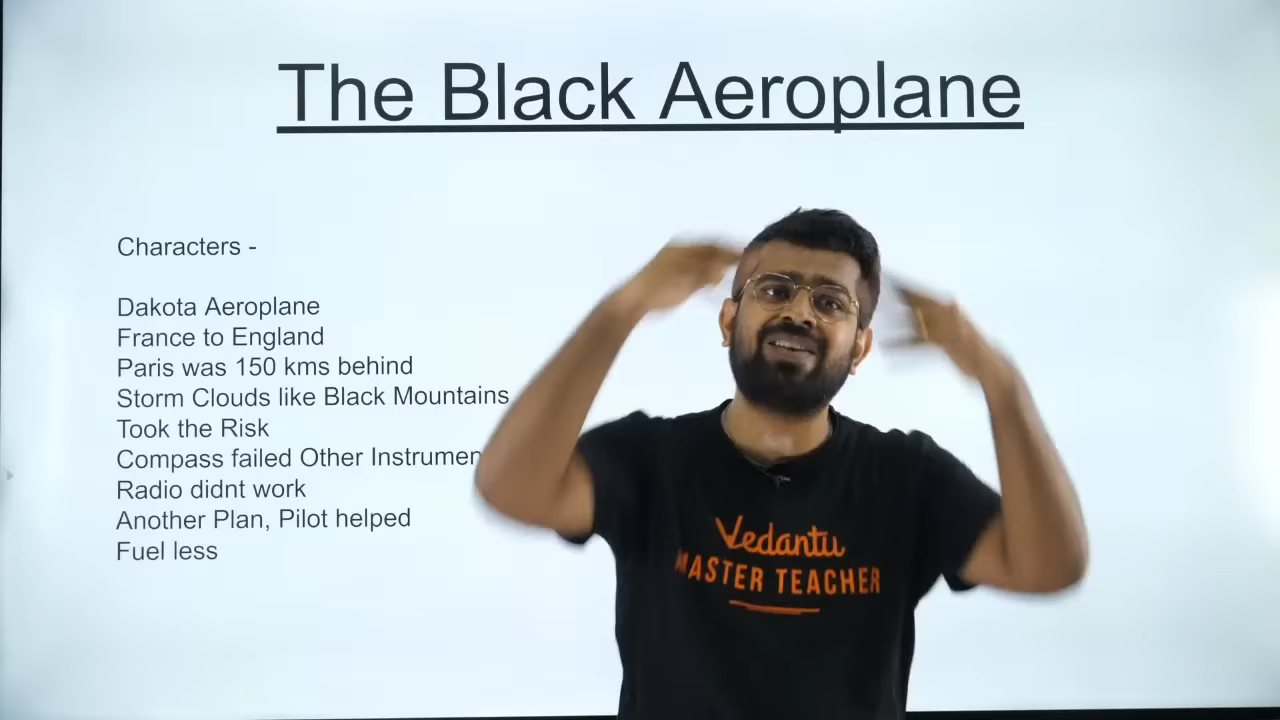 The Black Aeroplane
Characters -
Dakota Aeroplane
France to England
Paris was 150 kms behind
Storm Clouds like Black Mountains
Took the Risk
Compass failed Other
Radio didnt work
Another Plan, Pilot helped
Fuel less
Vedantu
MASTER TEACHER